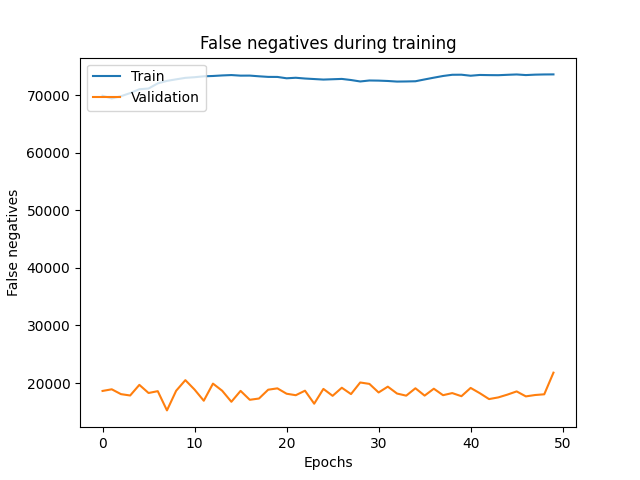 False negatives during training
Train
Validation
70000
60000
50000
40000
30000
20000
False negatives
0 10 20 30 40 50
Epochs